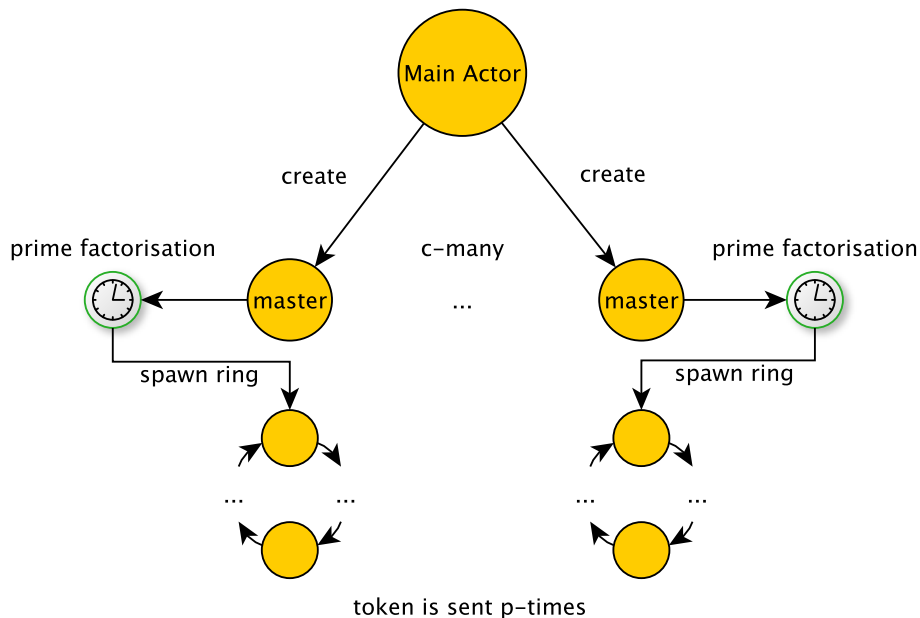 Main Actor
create
create
prime factorisation
c-many
prime factorisation
master
...
master
spawn ring
spawn ring
...
...
...
...
token is sent p-times